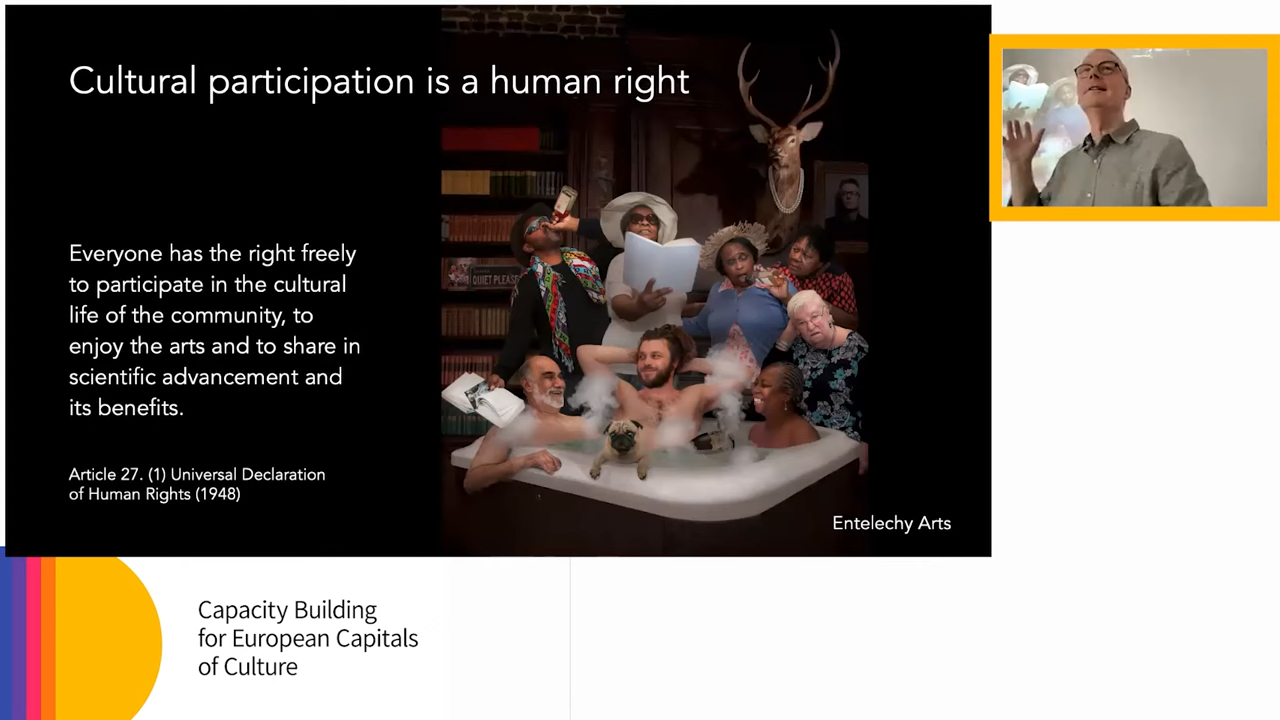 Cultural participation is a human right
QUIET PLEASE
Everyone has the right freely
to participate in the cultural
life of the community, to
enjoy the arts and to share in
scientific advancement and
its benefits.
Article 27. (1) Universal Declaration
of Human Rights (1948)
Entelechy Arts
Capacity Building
for European Capitals
of Culture